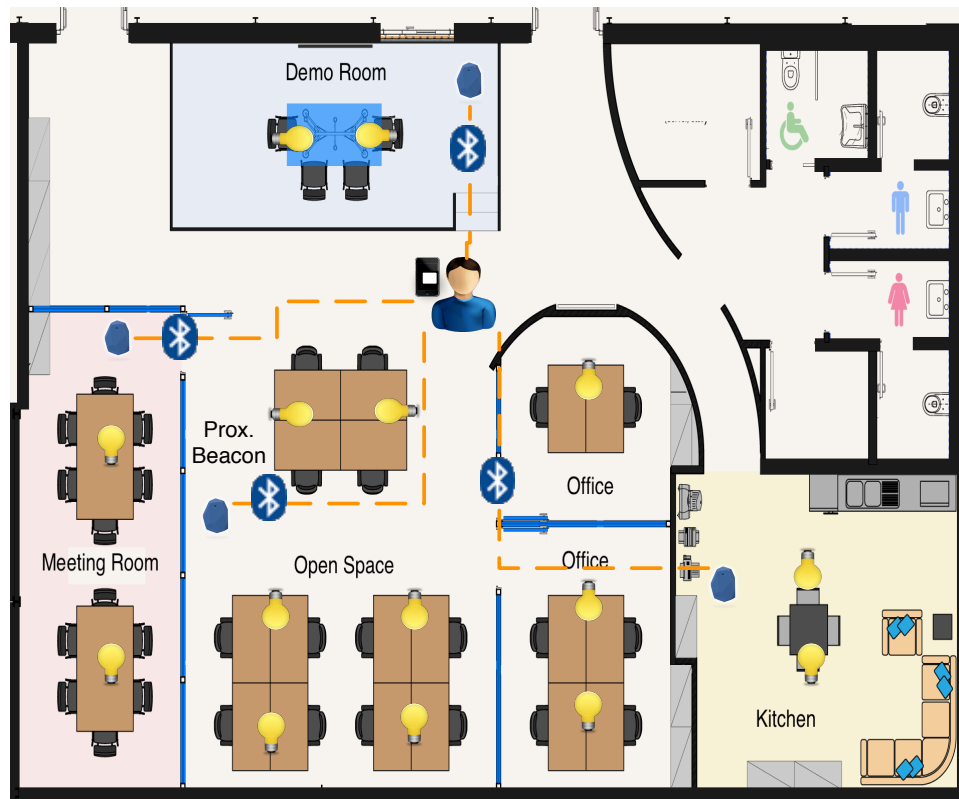 Demo Room
Prox.
Beacon
Office
Meeting Room
Open Space
Office
Kitchen